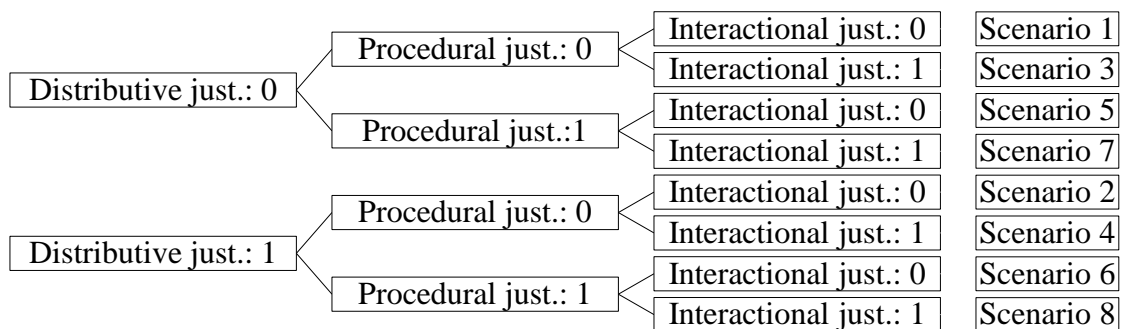 Interactional just.: 0 Scenario 1
Procedural just.: 0
Interactional just.: 1 Scenario 3
Distributive just.: 0
Interactional just.: 0 Scenario 5
Procedural just.:1
Interactional just.: 1 Scenario 7
Interactional just.: 0 Scenario 2
Procedural just.: 0
Interactional just.: 1 Scenario 4
Distributive just.: 1
Interactional just.: 0 Scenario 6
Procedural just.: 1
Interactional just.: 1 Scenario 8